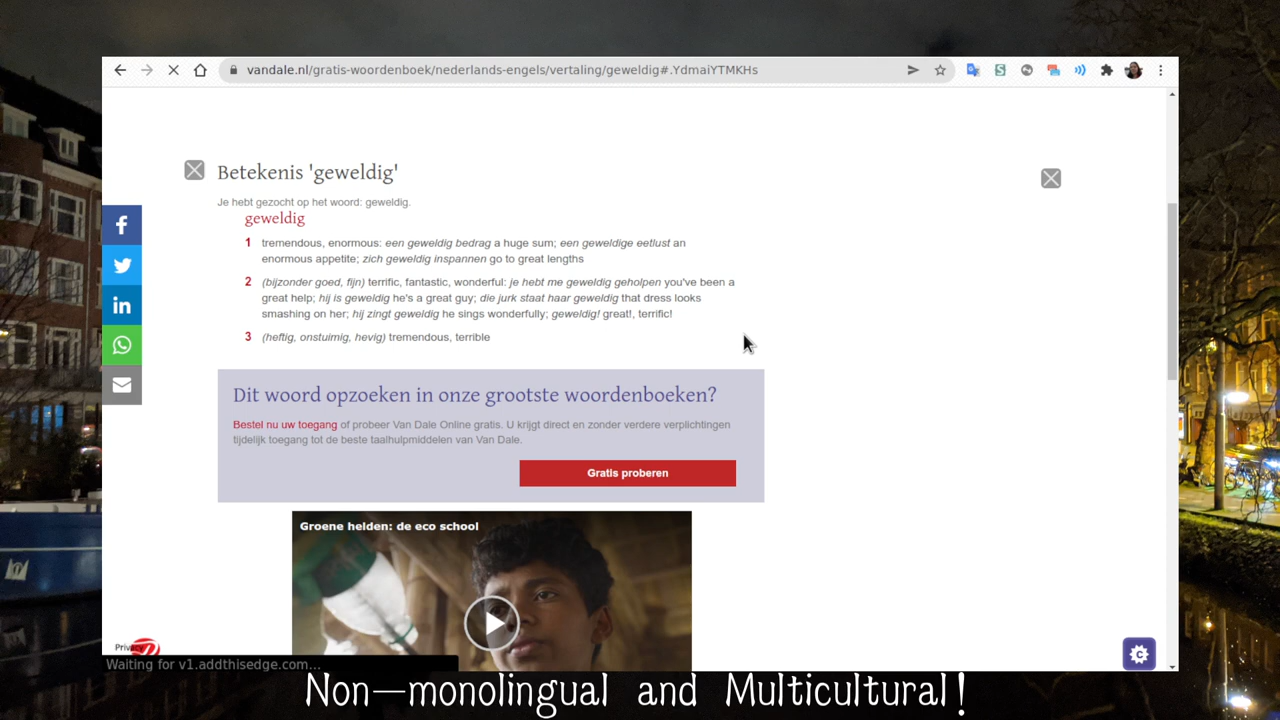 vandale.nl/gratis-woordenboek/nederlands-engels/vertaling/geweldig#.YdmaiYTMKHs
Betekenis 'geweldig'
Je hebt gezocht op het woord: geweldig.
geweldig
1 tremendous, enormous: een geweldig bedrag a huge sum; een geweldige eetlust an
enormous appetite; zich geweldig inspannen go to great lengths
2 (bijzonder goed, fijn) terrific, fantastic, wonderful: je hebt me geweldig geholpen you've been a
great help; hij is geweldig he's a great guy; die jurk staat haar geweldig that dress looks
smashing on her; hij zingt geweldig he sings wonderfully; geweldig! great!, terrific!
3 (heftig, onstuimig, hevig) tremendous, terrible
Dit woord opzoeken in onze grootste woordenboeken?
Bestel nu uw toegang of probeer Van Dale Online gratis. U krijgt direct en zonder verdere verplichtingen
tijdelijk toegang tot de beste taalhulpmiddelen van Van Dale.
Gratis proberen
Groene helden: de eco school
Waiting for v1.addthisedge.com...
Non-monolingual and Multicultural!